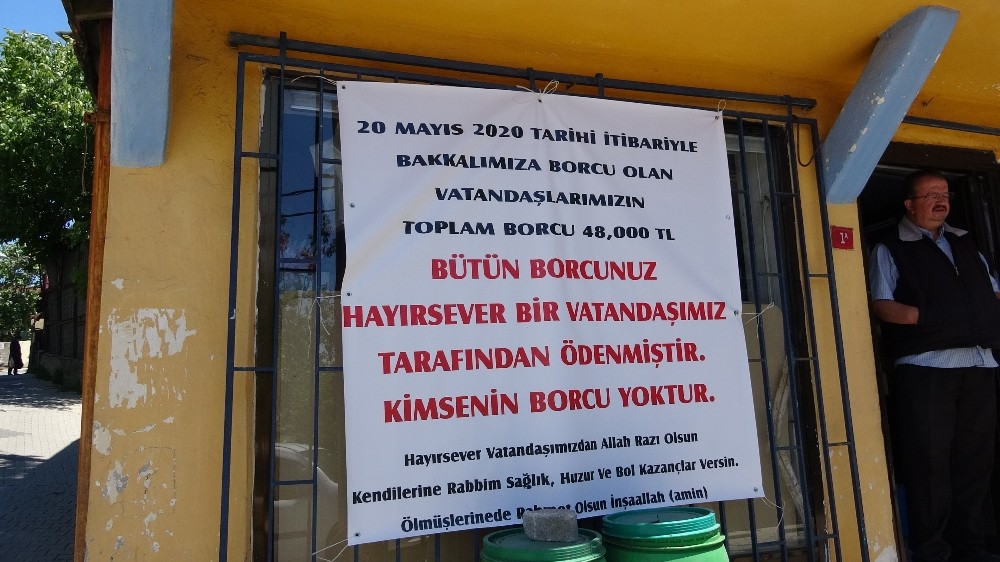 20 MAYIS 2020 TARİHİ İTİBARİYLE
BAKKALIMIZA BORCU OLAN
VATANDAŞLARIMIZIN
TOPLAM BORCU 48,000 TL
BÜTÜN BORCUNUZ
HAYIRSEVER BİR VATANDAŞIMIZ
TARAFINDAN ÖDENMİŞTİR.
KİMSENİN BORCU YOKTUR.
Hayırsever Vatandaşımızdan Allah Razı Olsun
Kendilerine Rabbim Sağlık, Huzur Ve Bol Kazançlar Versin.
Ölmüşlerinede Rahmet Olsun İnşaallah (amin)